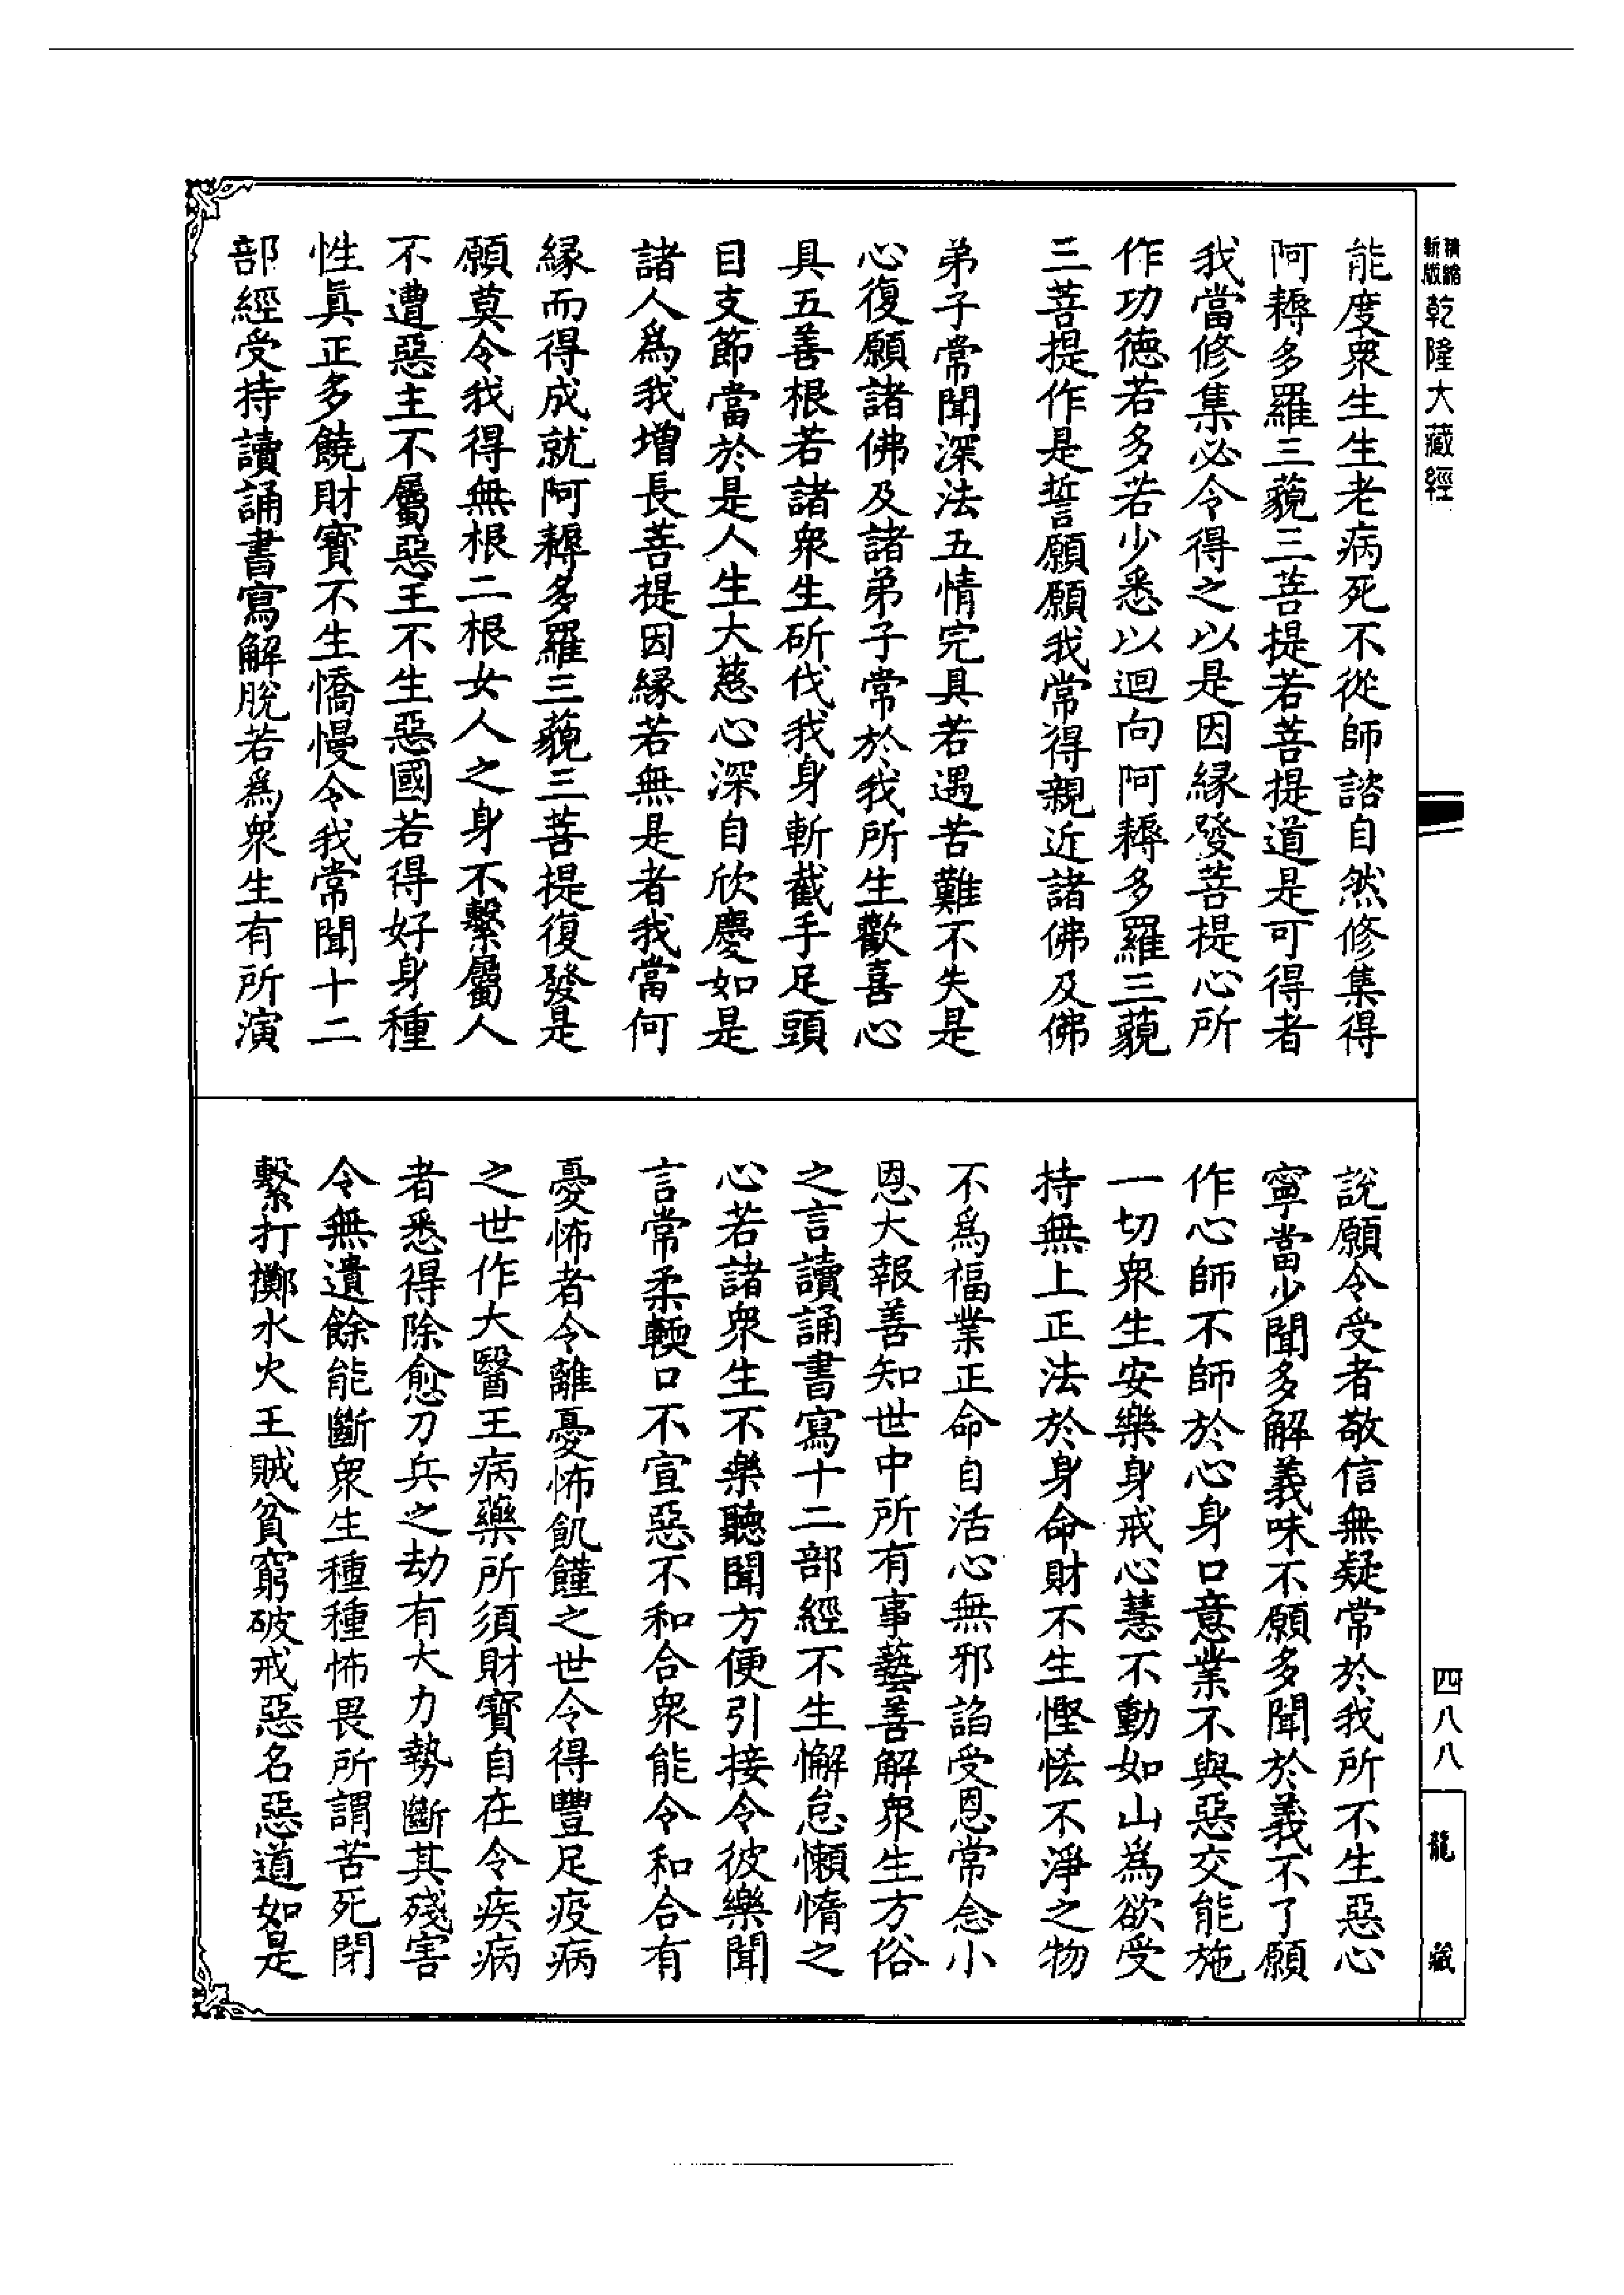 精縮新版乾隆大藏經
能度衆生生老病死不從師諮自然修集得
阿耨多羅三藐三菩提若菩提道是可得者
我當修集必令得之以是因緣發菩提心所
作功德若多若少悉以迴向阿耨多羅三藐
三菩提作是誓願願我常得親近諸佛及佛
弟子常聞深法五情完具若遇苦難不失是
心復願諸佛及諸弟子常於我所生歡喜心
具五善根若諸衆生斫伐我身斬截手足頭
目支節當於是人生大慈心深自欣慶如是
諸人爲我增長菩提因緣若無是者我當何
緣而得成就阿耨多羅三藐三菩提復發是
願莫令我得無根二根女人之身不繫屬人
不遭惡主不屬惡王不生惡國若得好身種
性眞正多饒財寶不生憍慢令我常聞十二
部經受持讀誦書寫解脫若爲衆生有所演
說願令受者敬信無疑常於我所不生惡心
寧當少聞多解義味不願多聞於義不了願
作心師不師於心身口意業不與惡交能施
一切衆生安樂身戒心慧不動如山爲欲受
持無上正法於身命財不生慳悋不淨之物
不爲福業正命自活心無邪諂受恩常念小
恩大報善知世中所有事藝善解衆生方俗
之言讀誦書寫十二部經不生懈怠懶惰之
心若諸衆生不樂聽聞方便引接令彼樂聞
言常柔輭口不宣惡不和合衆能令和合有
憂怖者令離憂怖飢饉之世令得豐足疫病
之世作大醫王病藥所須財寶自在令疾病
者悉得除愈刀兵之劫有大力勢斷其殘害
令無遺餘能斷衆生種種怖畏所謂苦死閉
繫打擲水火王賊貧窮破戒惡名惡道如是
四八八
龍藏